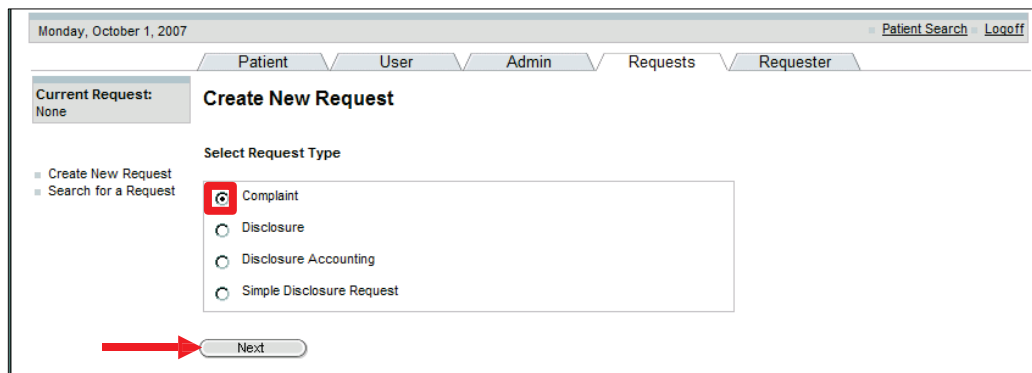 Monday, October 1, 2007
Patient Search Logoff
Patient User Admin Requests Requester
Current Request:
None
Create New Request
Select Request Type
Create New Request
Search for a Request
Complaint
Disclosure
Disclosure Accounting
Simple Disclosure Request
Next